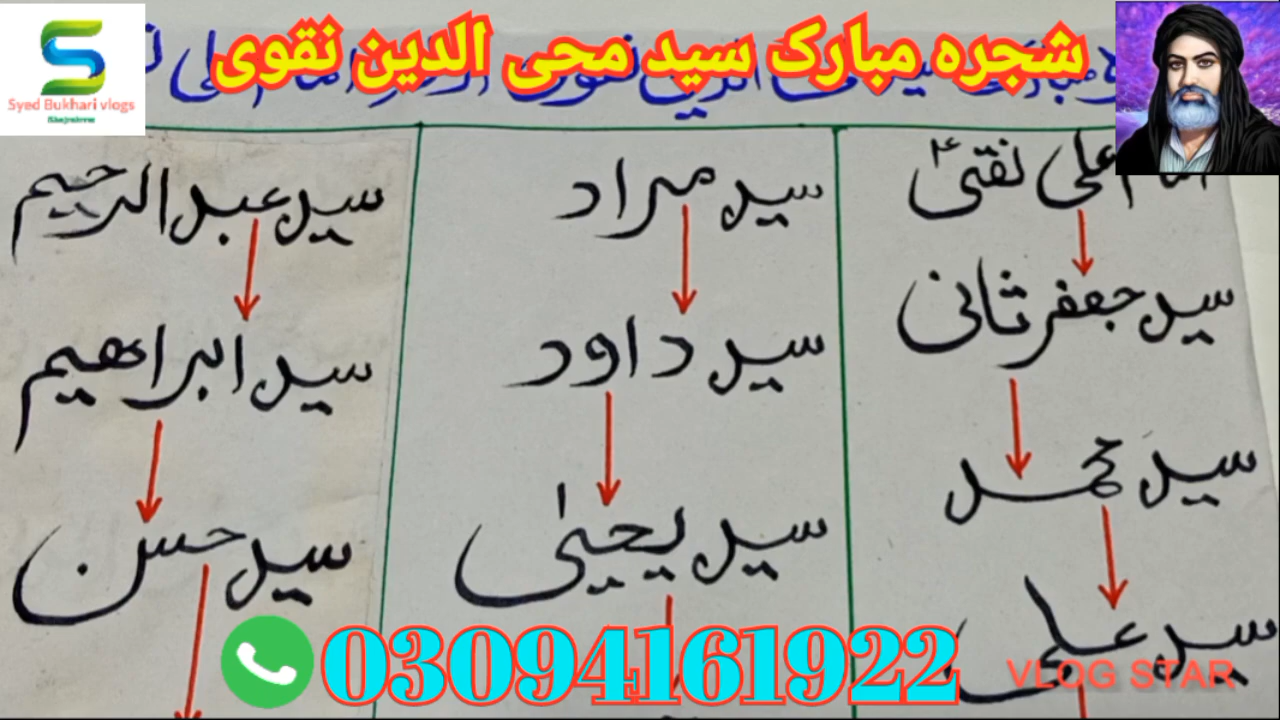 شجره مبارک سید محی الدین نقوی
Syed Bukhari vlogs
امام علی نقیؑ
سید جعفر ثانی
سید محمد
سید علی
سید مراد
سید داود
سید یحییٰ
سید عبدالرحیم
سید ابراھیم
سید حسن
03094161922
VLOG STAR